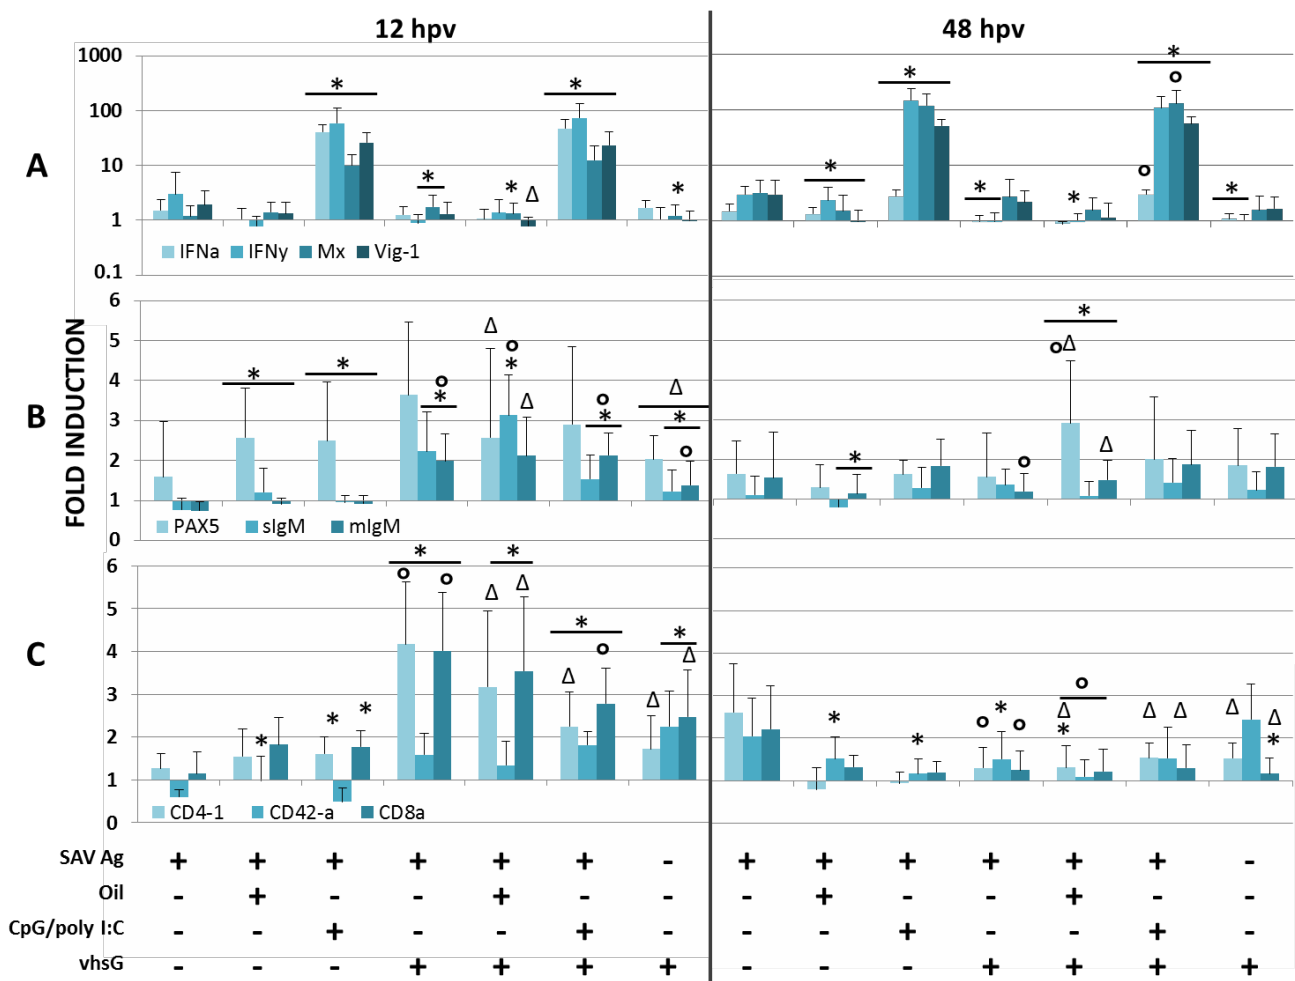 12 hpv
48 hpv
A
1000
100
10
1
0.1
* * * * Δ * *
* * * * o * o *
IFNa IFNy Mx Vig-1
FOLD INDUCTION
B
6
5
4
3
2
1
0
* * o * Δ o * Δ o * Δ * o
* o * o Δ Δ
PAX5 sIgM mIgM
C
6
5
4
3
2
1
0
* * * * o o * Δ Δ * Δ o * Δ Δ
* * o * o o Δ * Δ Δ Δ Δ *
CD4-1 CD42-a CD8a
SAV Ag + + + + + + - + + + + + + -
Oil - + - - + - - - + - - + - -
CpG/poly I:C - - + - - + - - - + - - + -
vhsG - - - + + + + - - - + + + +